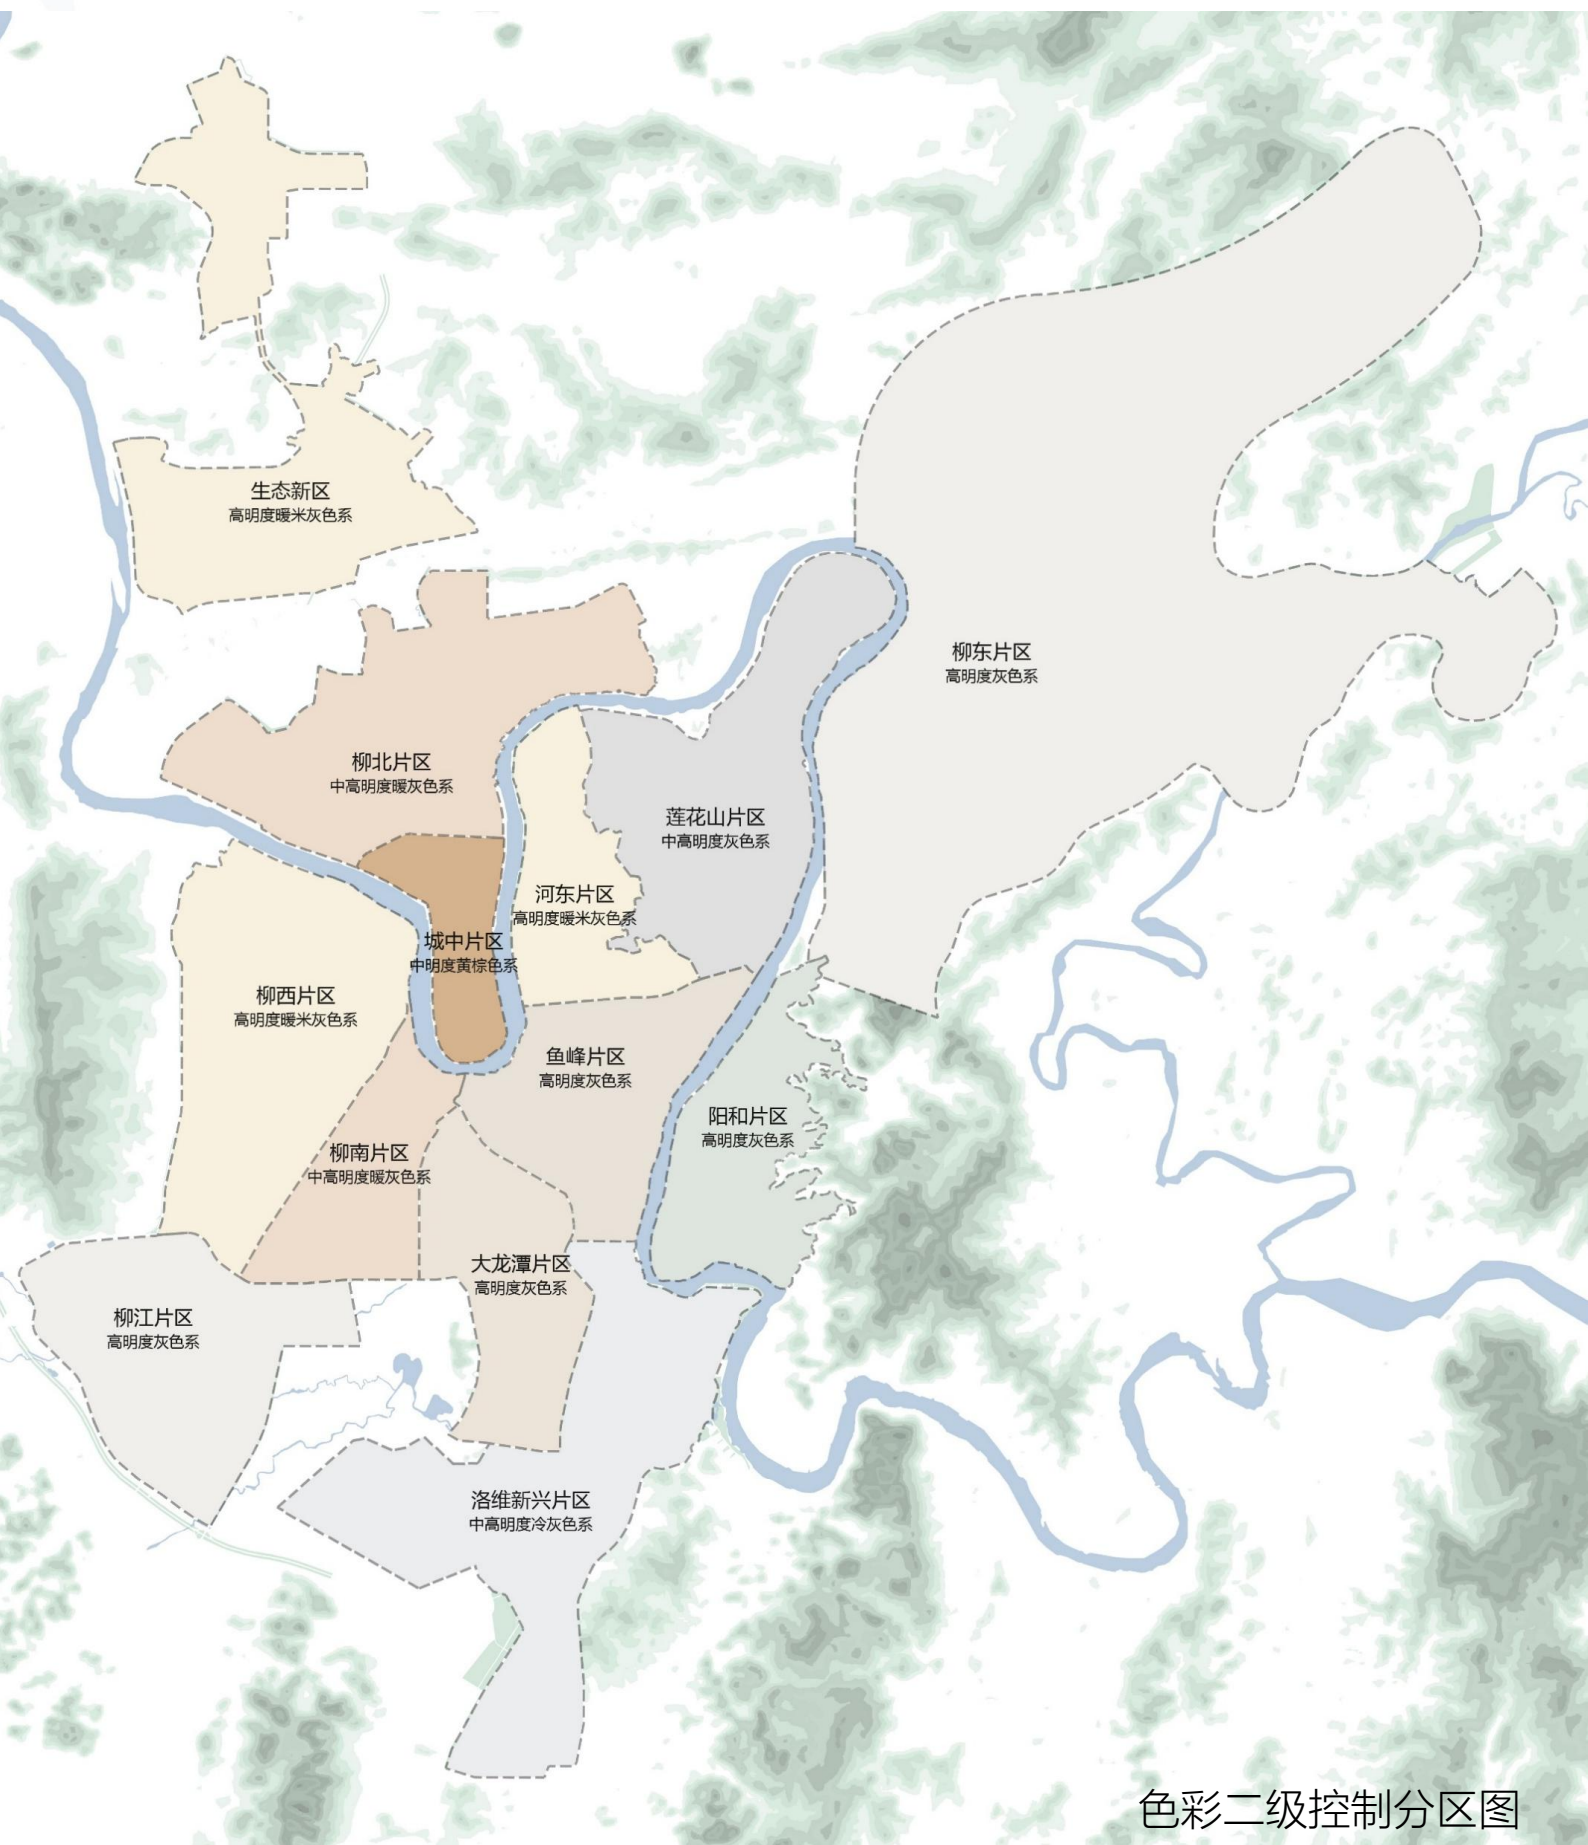 生态新区
高明度暖米灰色系
柳东片区
高明度灰色系
柳北片区
中高明度暖灰色系
莲花山片区
中高明度灰色系
河东片区
高明度暖米灰色系
城中片区
中明度黄棕色系
柳西片区
高明度暖米灰色系
鱼峰片区
高明度灰色系
阳和片区
高明度灰色系
柳南片区
中高明度暖灰色系
大龙潭片区
高明度灰色系
柳江片区
高明度灰色系
洛维新兴片区
中高明度冷灰色系
色彩二级控制分区图